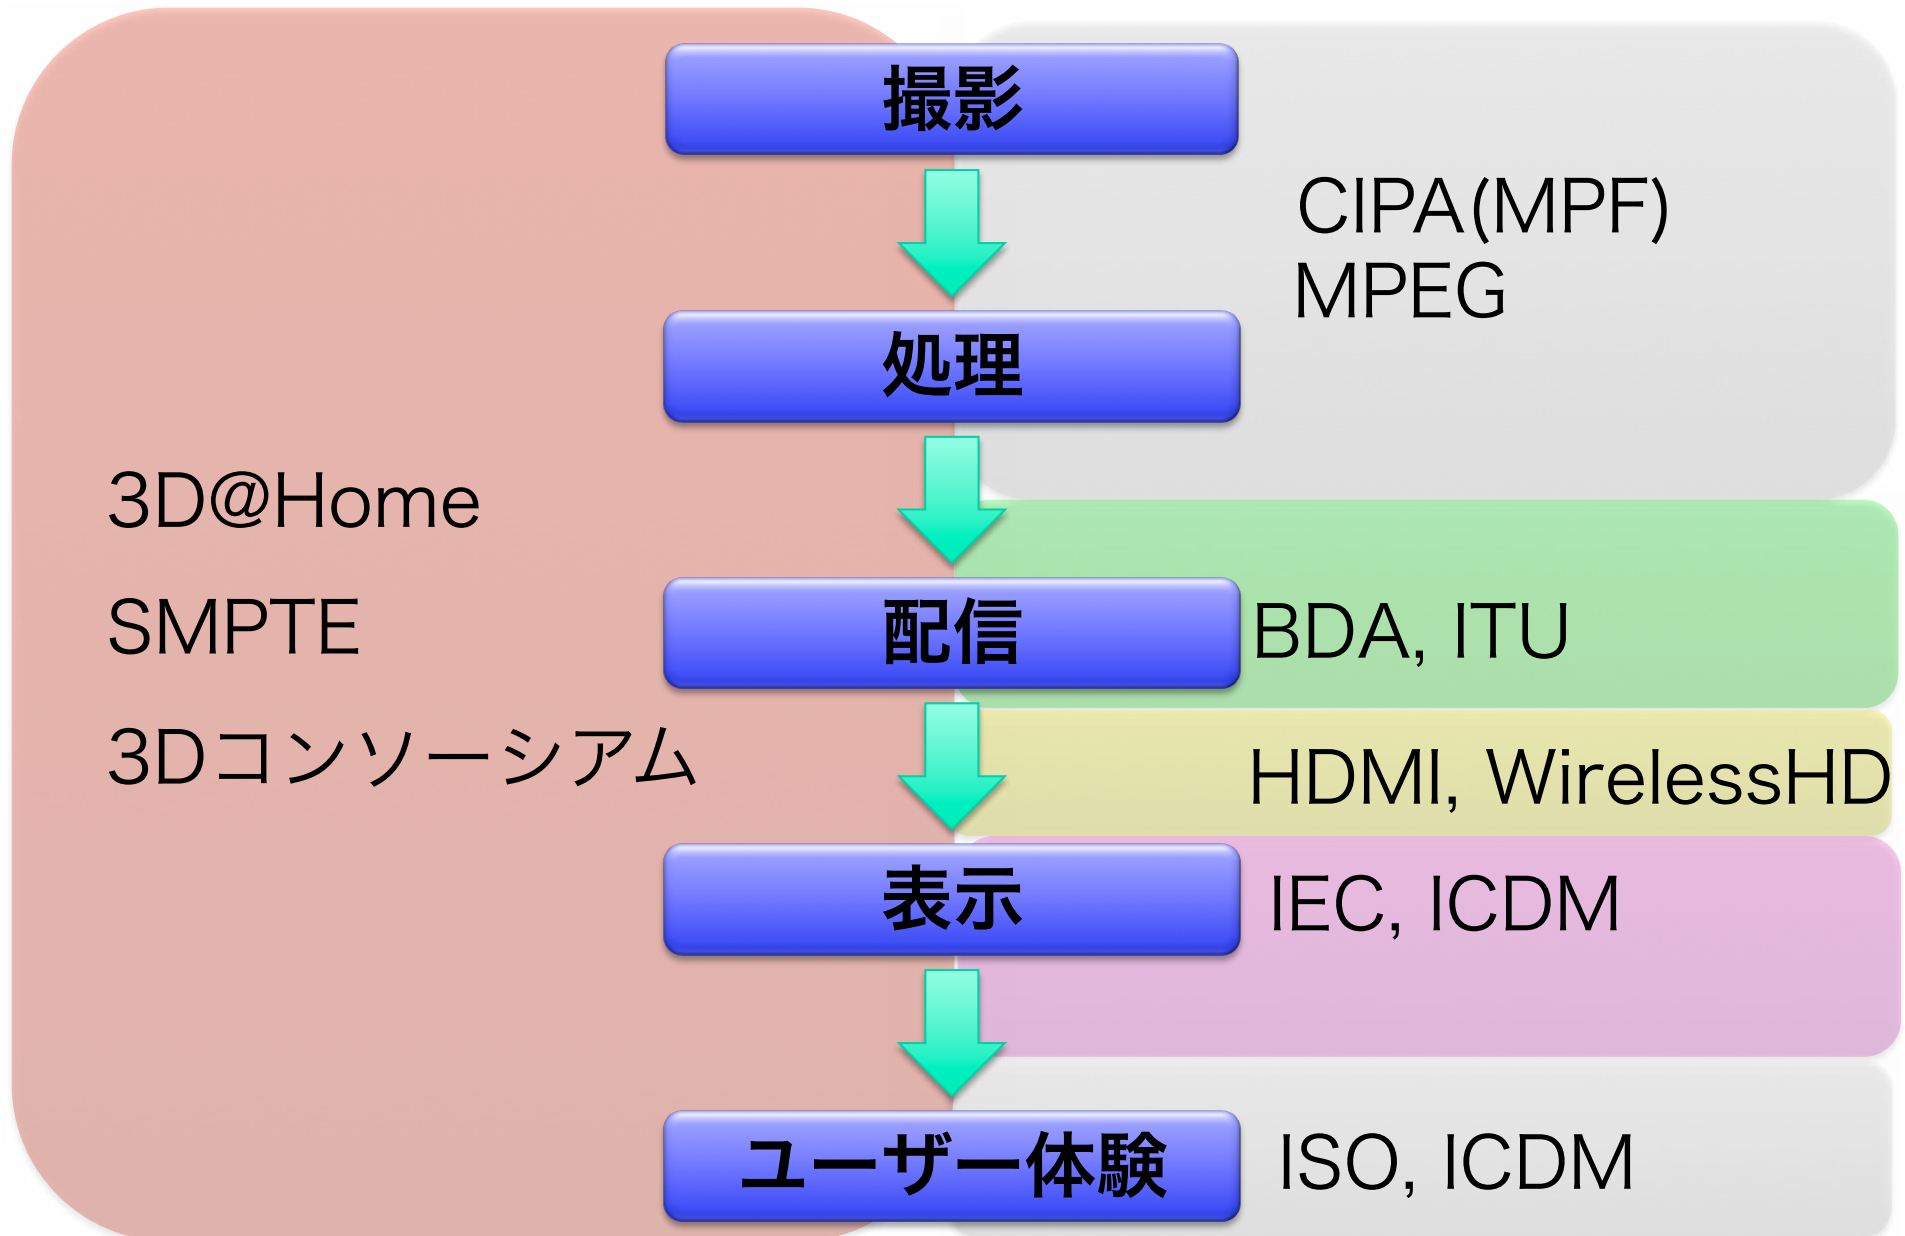 撮影
CIPA(MPF)
MPEG
処理
3D@Home
SMPTE
3Dコンソーシアム
配信
BDA, ITU
HDMI, WirelessHD
表示
IEC, ICDM
ユーザー体験
ISO, ICDM